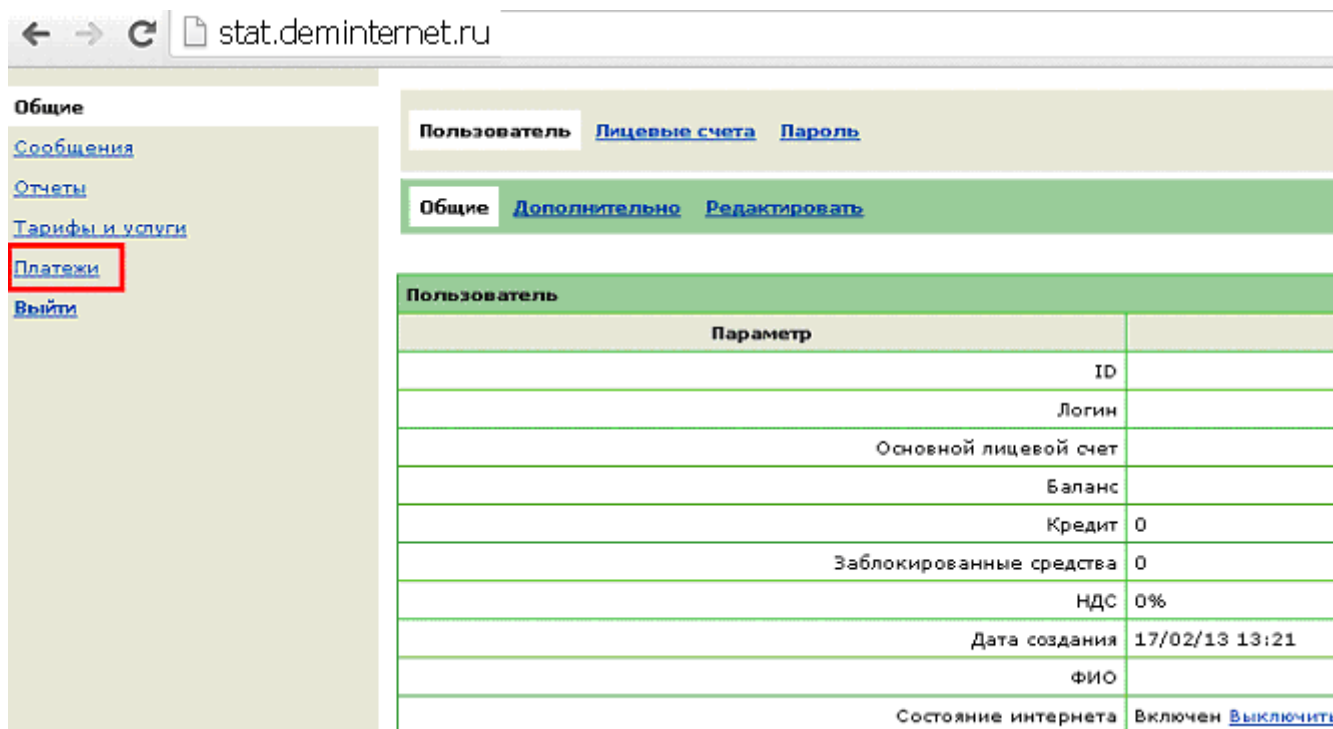 stat.deminternet.ru
Общие
Сообщения
Отчеты
Тарифы и услуги
Платежи
Выйти
Пользователь Лицевые счета Пароль
Общие Дополнительно Редактировать
Пользователь
Параметр
ID
Логин
Основной лицевой счет
Баланс
Кредит 0
Заблокированные средства 0
НДС 0%
Дата создания 17/02/13 13:21
ФИО
Состояние интернета Включен Выключить